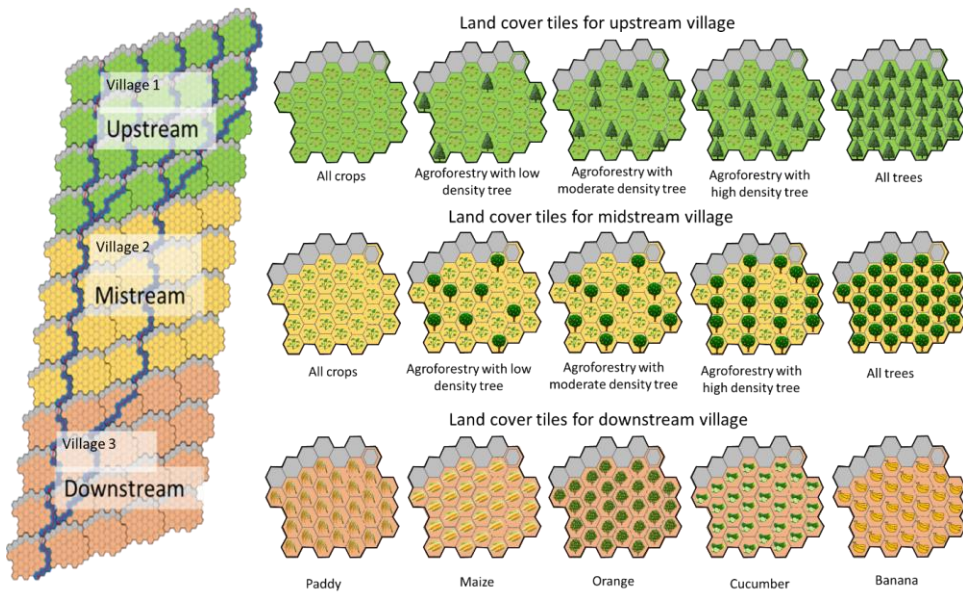 Village 1
Upstream
Village 2
Mistream
Village 3
Downstream
Land cover tiles for upstream village
All crops
Agroforestry with low
density tree
Agroforestry with
moderate density tree
Agroforestry with
high density tree
All trees
Land cover tiles for midstream village
All crops
Agroforestry with low
density tree
Agroforestry with
moderate density tree
Agroforestry with
high density tree
All trees
Land cover tiles for downstream village
Paddy
Maize
Orange
Cucumber
Banana